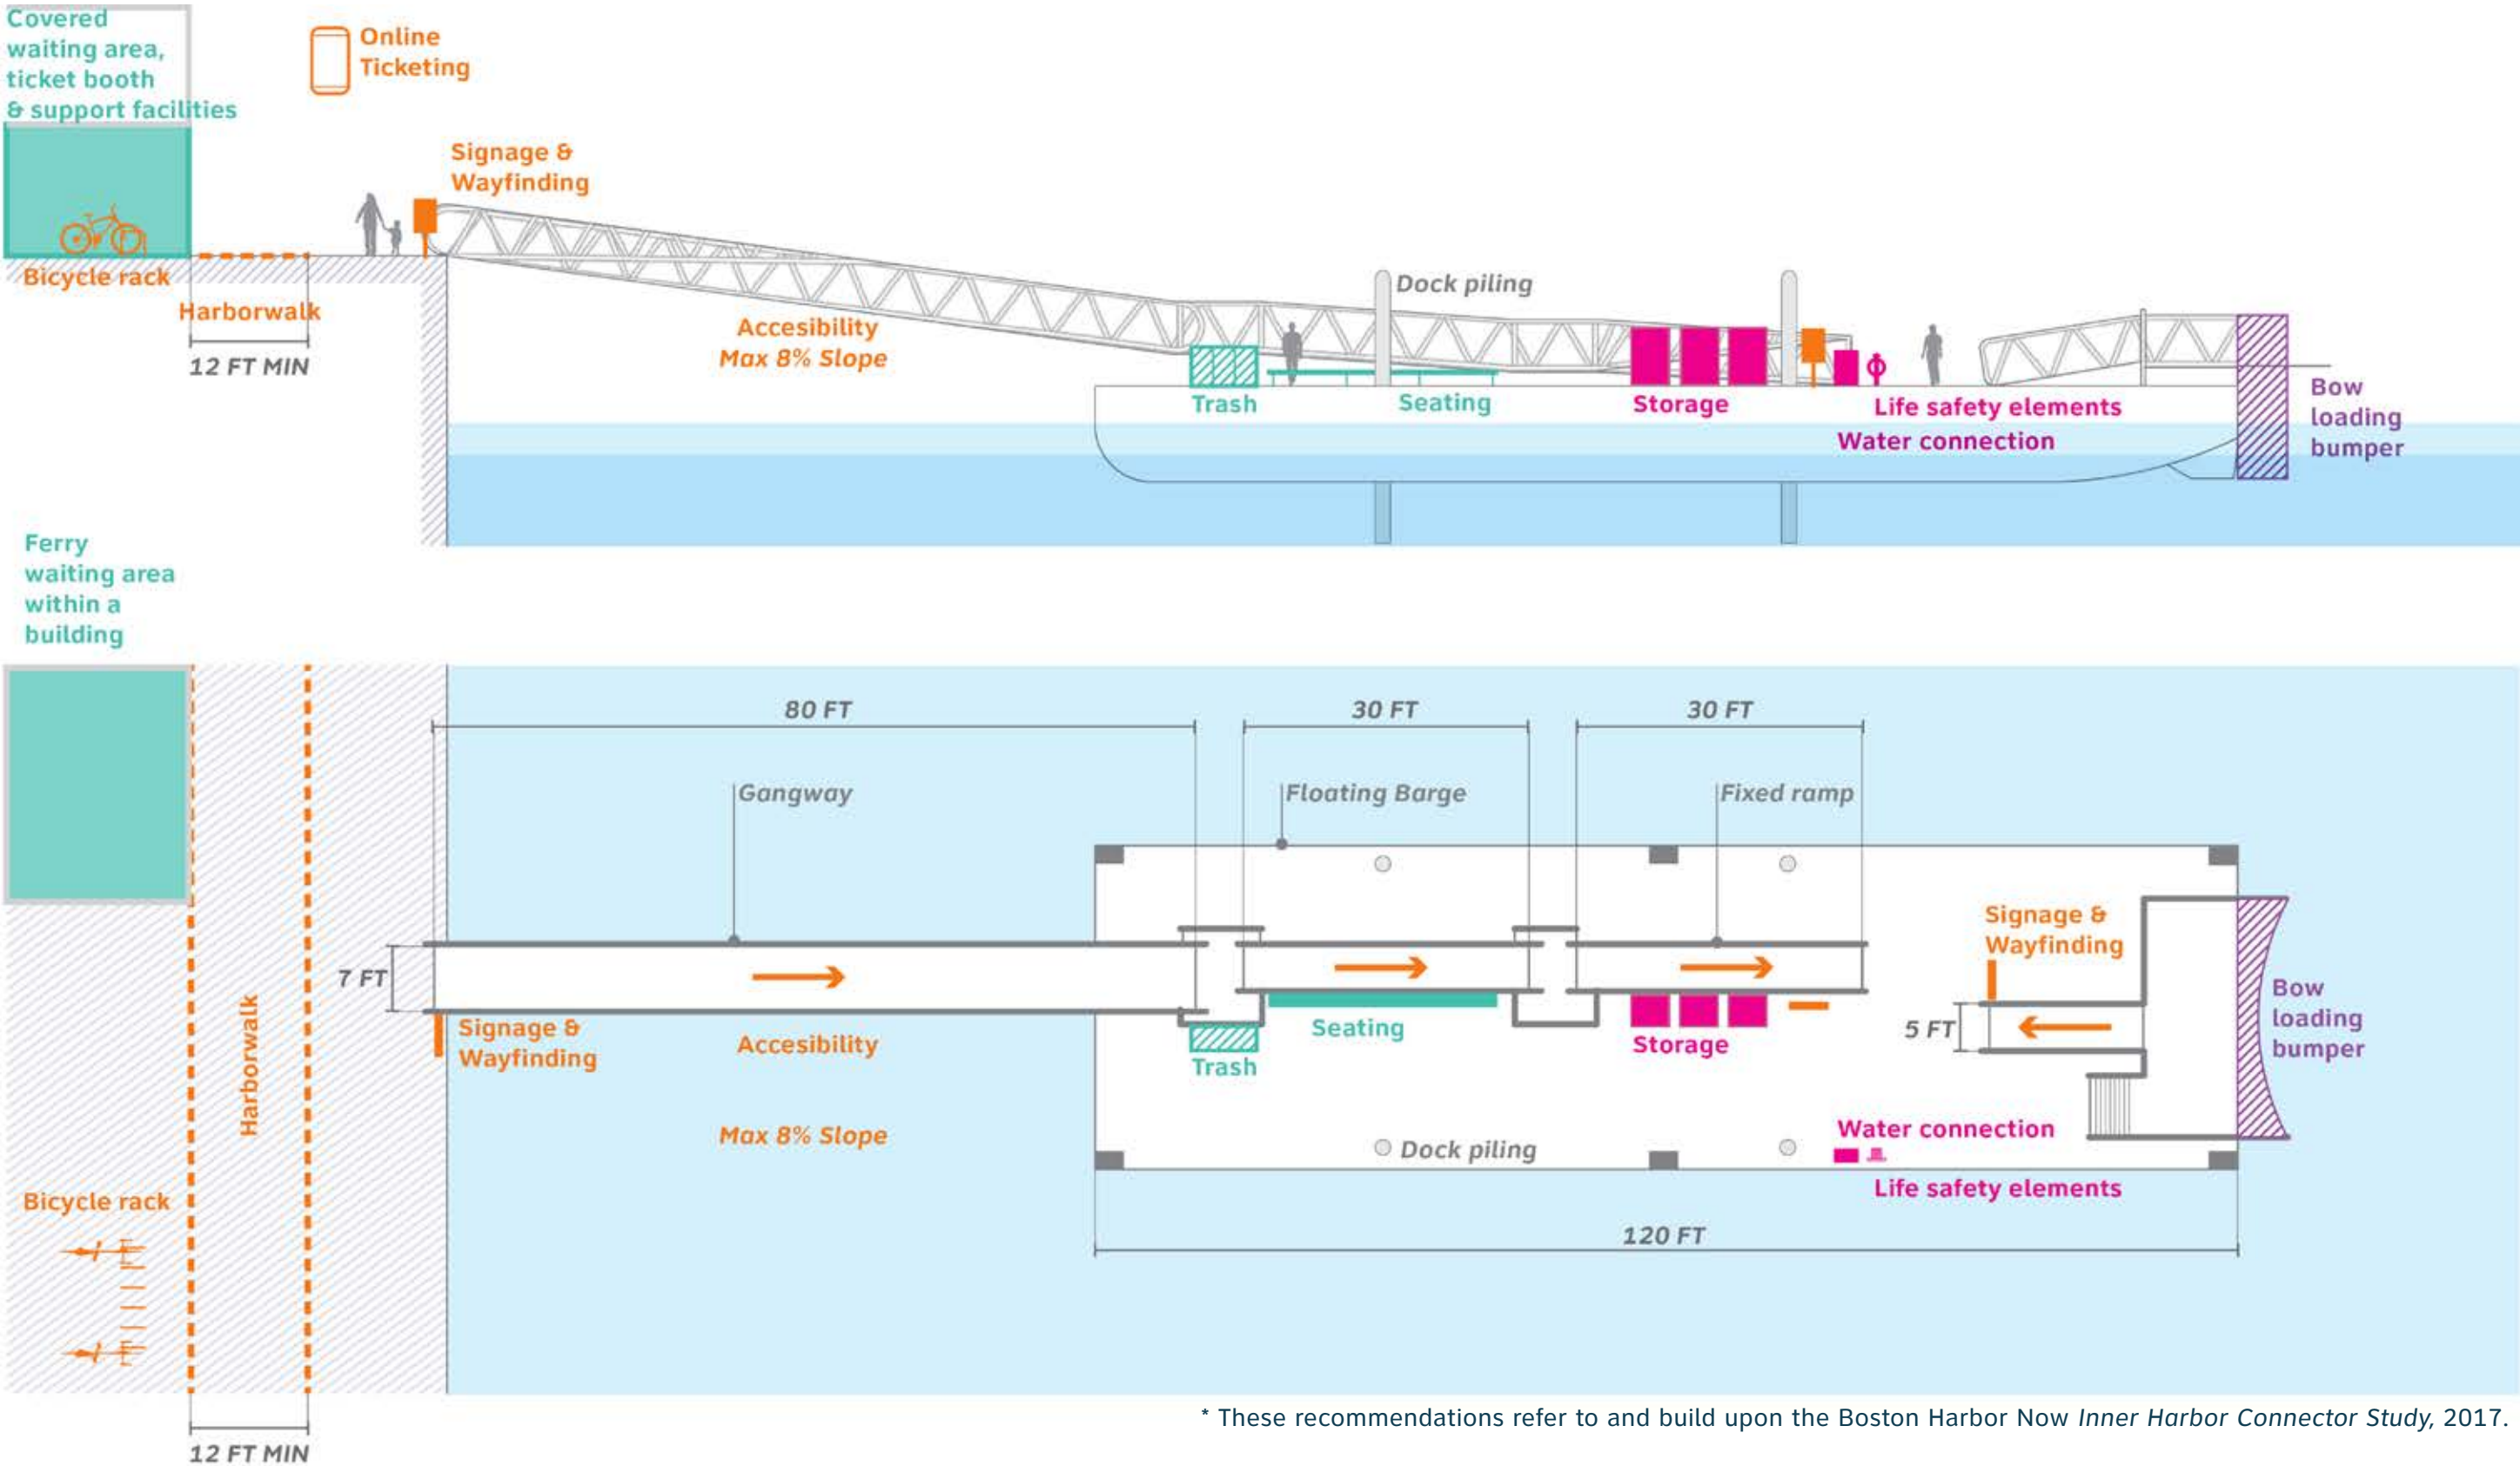 Covered
waiting area,
ticket booth
& support facilities
Online
Ticketing
Signage &
Wayfinding
Bicycle rack
Harborwalk
12 FT MIN
Accesibility
Max 8% Slope
Dock piling
Trash
Seating
Storage
Life safety elements
Water connection
Bow
loading
bumper
Ferry
waiting area
within a
building
80 FT
30 FT
30 FT
Gangway
Floating Barge
Fixed ramp
7 FT
Harborwalk
Signage &
Wayfinding
Accesibility
Max 8% Slope
Trash
Seating
Storage
Signage &
Wayfinding
5 FT
Bow
loading
bumper
Dock piling
Water connection
Life safety elements
120 FT
Bicycle rack
12 FT MIN
* These recommendations refer to and build upon the Boston Harbor Now Inner Harbor Connector Study, 2017.